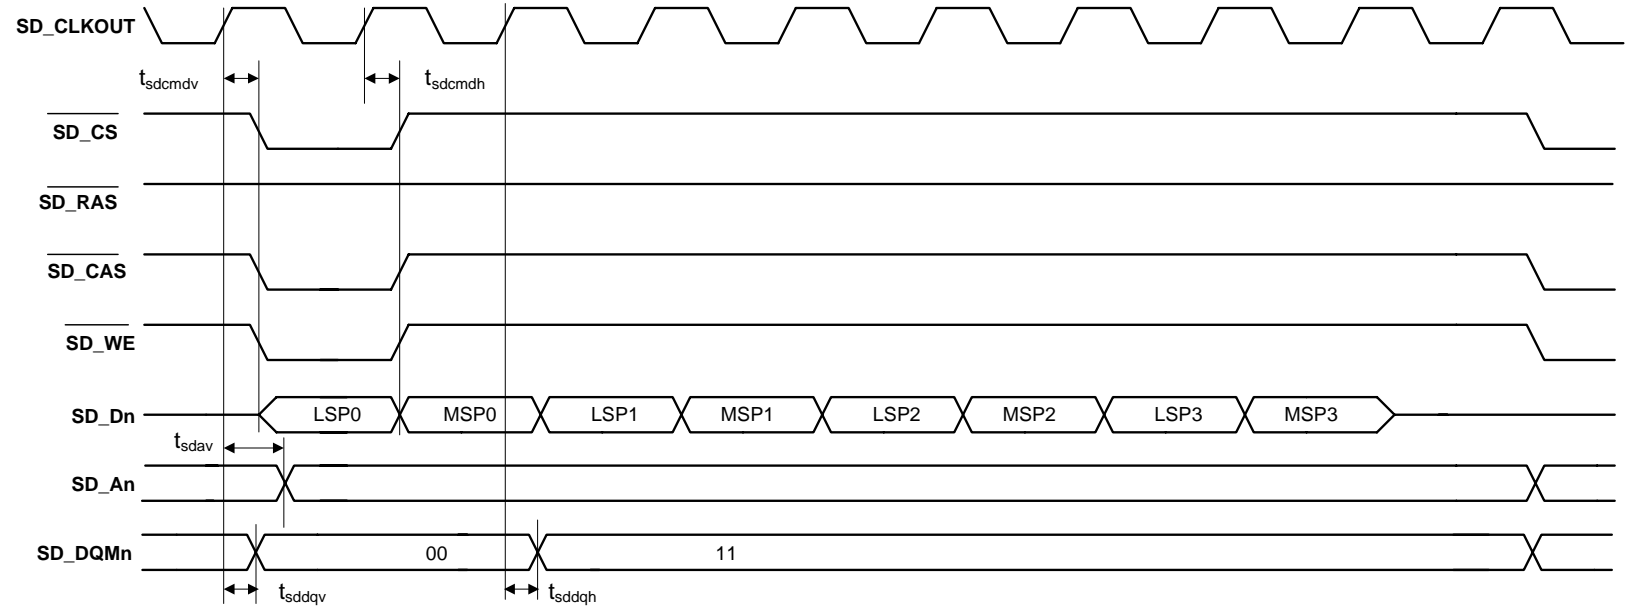 SD_CLKOUT
tsdcmdv tsdcmdh
SD_CS
SD_RAS
SD_CAS
SD_WE
SD_Dn LSP0 MSP0 LSP1 MSP1 LSP2 MSP2 LSP3 MSP3
tsdav
SD_An
SD_DQMn 00 11
tsddqv tsddqh